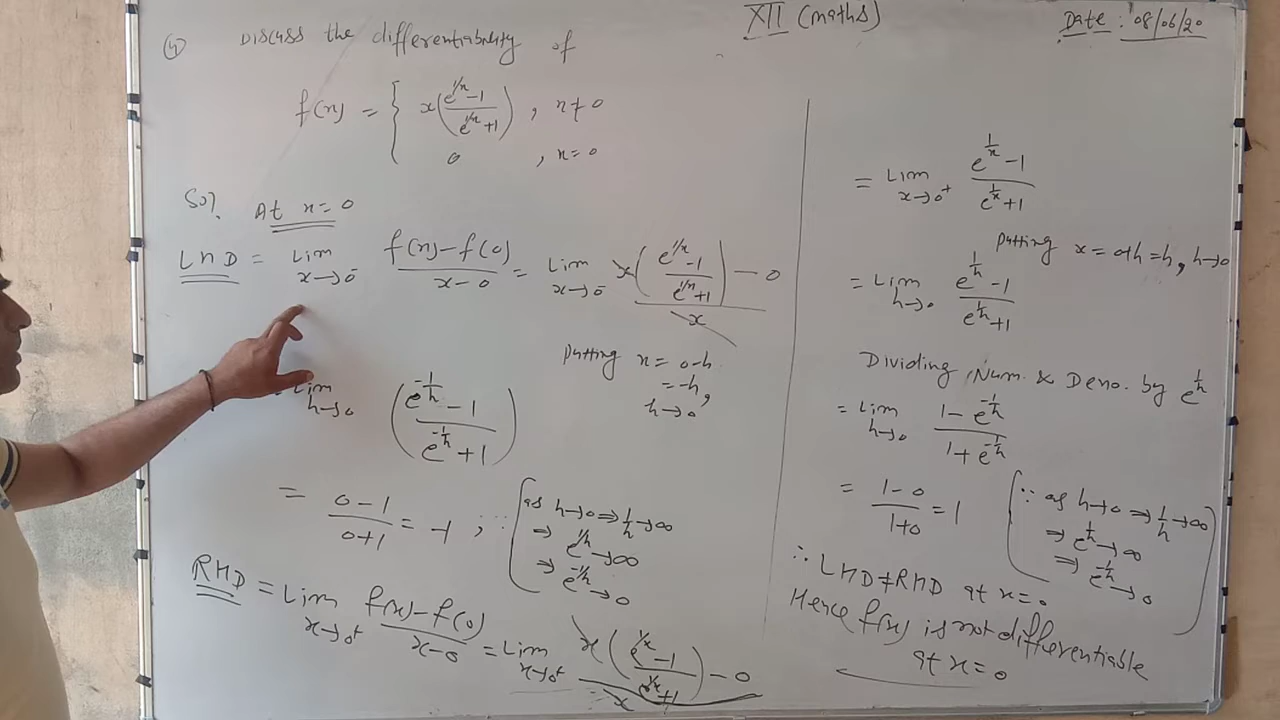 XII (maths)
Date : 08/06/20
(4) Discuss the differentiability of
f(x) = { x((e^(1/x) - 1)/(e^(1/x) + 1)) , x ≠ 0
0 , x = 0
Sol. At x = 0
LHD = Lim x→0⁻ (f(x) - f(0))/(x - 0) = Lim x→0⁻ (x((e^(1/x) - 1)/(e^(1/x) + 1)) - 0)/x
Putting x = 0-h
= -h,
h→0
= Lim h→0 ((e^(-1/h) - 1)/(e^(-1/h) + 1))
= (0 - 1)/(0 + 1) = -1 ; ∵ (as h→0 ⇒ 1/h→∞
⇒ e^(1/h)→∞
⇒ e^(-1/h)→0
RHD = Lim x→0⁺ (f(x) - f(0))/(x - 0) = Lim x→0⁺ (x((e^(1/x) - 1)/(e^(1/x) + 1)) - 0)/x
= Lim x→0⁺ (e^(1/x) - 1)/(e^(1/x) + 1)
Putting x = 0+h = h, h→0
= Lim h→0 (e^(1/h) - 1)/(e^(1/h) + 1)
Dividing Num. & Deno. by e^(1/h)
= Lim h→0 (1 - e^(-1/h))/(1 + e^(-1/h))
= (1 - 0)/(1 + 0) = 1 (∵ as h→0 ⇒ 1/h→∞
⇒ e^(1/h)→∞
⇒ e^(-1/h)→0)
∴ LHD ≠ RHD at x = 0
Hence f(x) is not differentiable
at x = 0